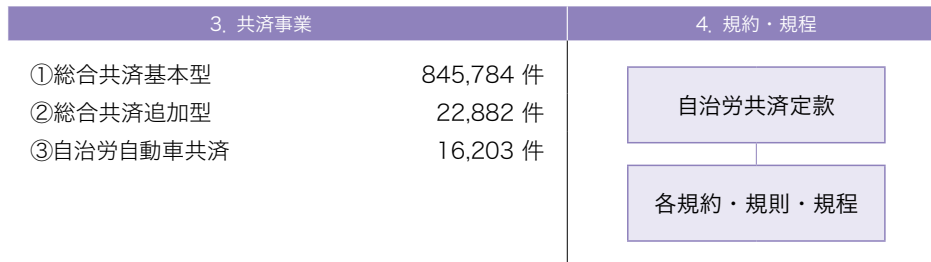 3. 共済事業
4. 規約・規程
①総合共済基本型 845,784 件
②総合共済追加型 22,882 件
③自治労自動車共済 16,203 件
自治労共済定款
各規約・規則・規程